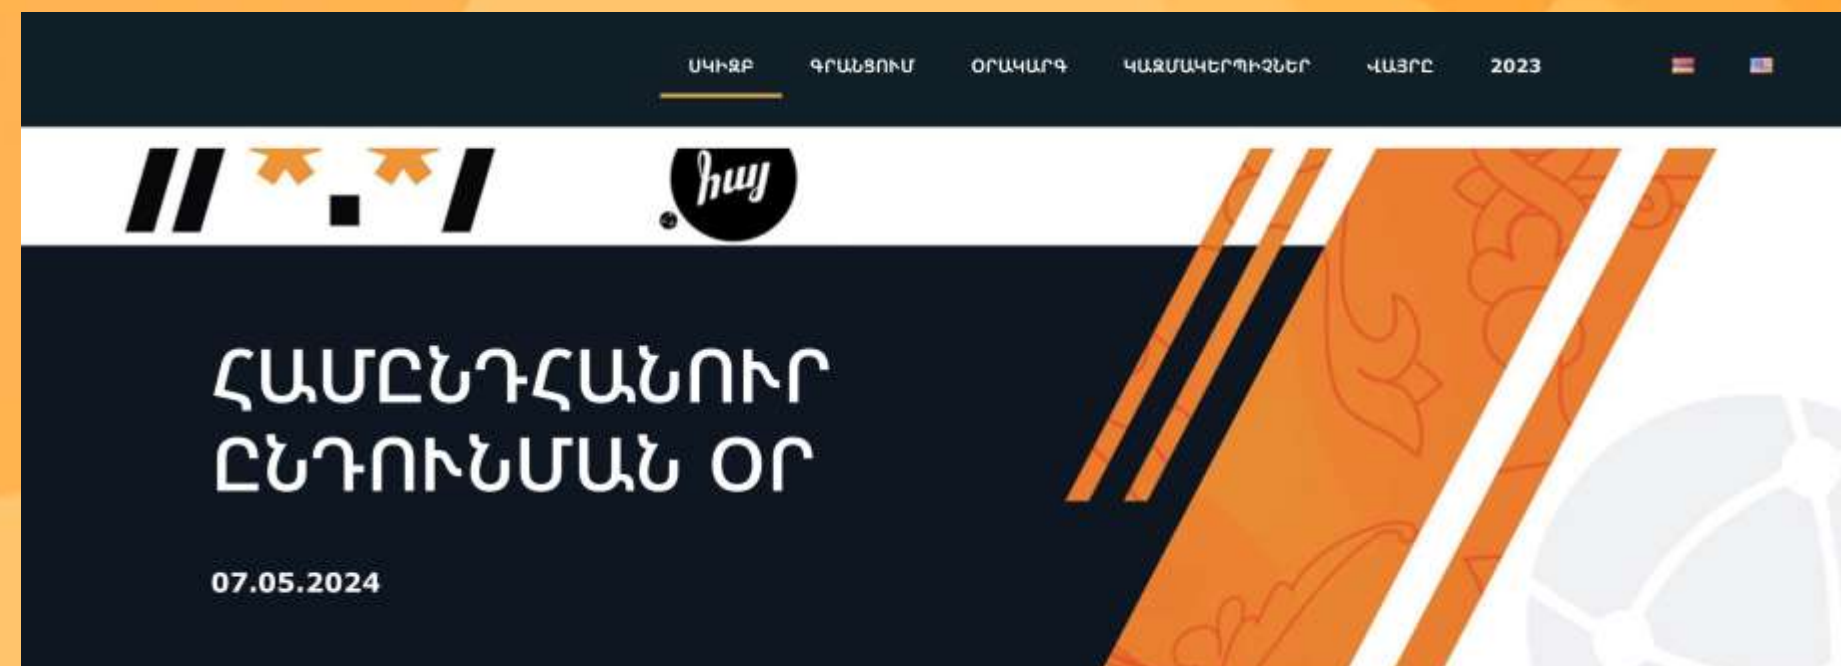 ՍԿԻԶԲ ԳՐԱՆՑՈՒՄ ՕՐԱԿԱՐԳ ԿԱԶՄԱԿԵՐՊԻՉՆԵՐ ՎԱՅՐԸ 2023
.հայ
ՀԱՄԸՆԴՀԱՆՈՒՐ
ԸՆԴՈՒՆՄԱՆ ՕՐ
07.05.2024